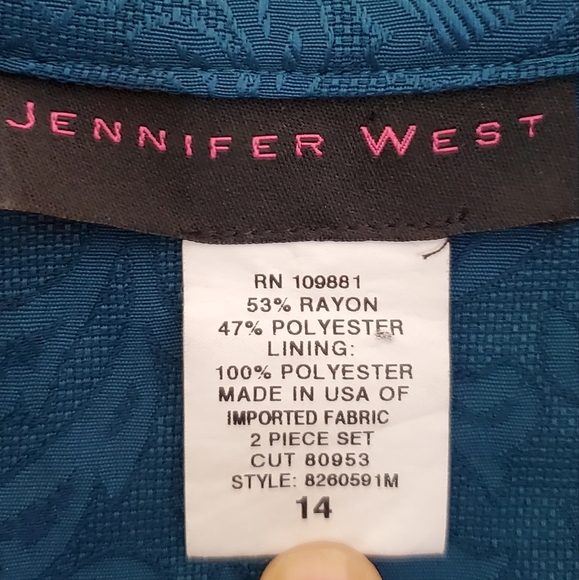 JENNIFER WEST
RN 109881
53% RAYON
47% POLYESTER
LINING:
100% POLYESTER
MADE IN USA OF
IMPORTED FABRIC
2 PIECE SET
CUT 80953
STYLE: 8260591M
14